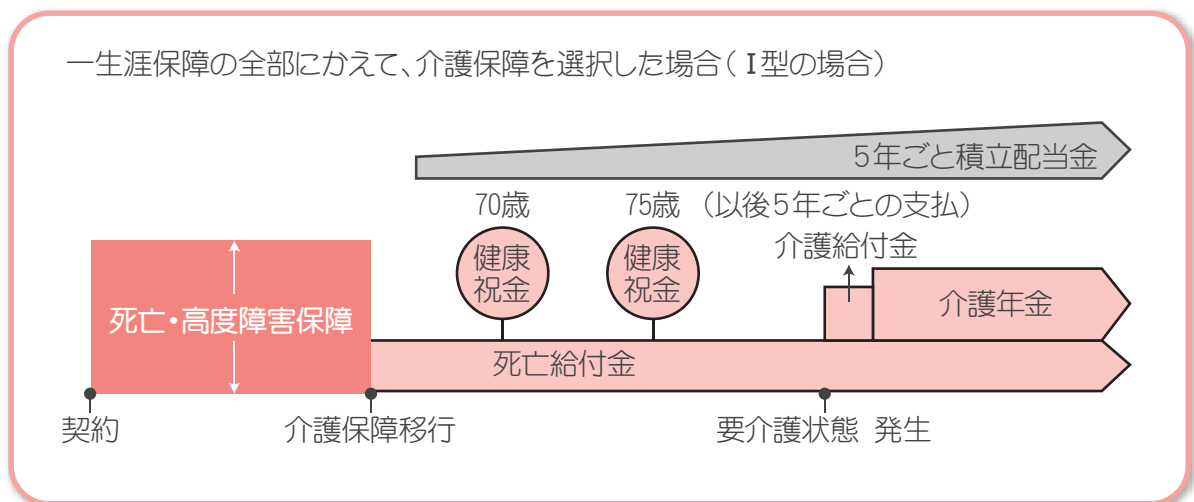 一生涯保障の全部にかえて、介護保障を選択した場合（Ⅰ型の場合）
5年ごと積立配当金
70歳
75歳
（以後5年ごとの支払）
健康
祝金
健康
祝金
介護給付金
介護年金
死亡・高度障害保障
死亡給付金
契約
介護保障移行
要介護状態 発生